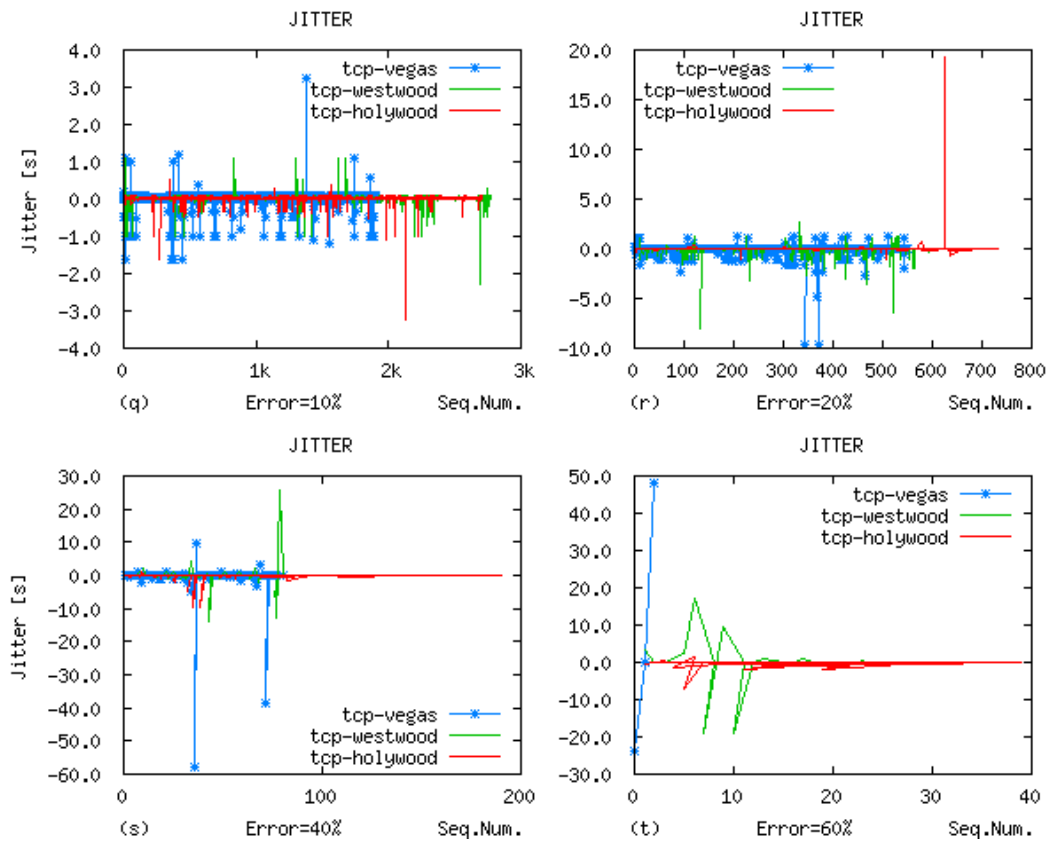 JITTER
4.0
3.0
2.0
1.0
0.0
-1.0
-2.0
-3.0
-4.0
Jitter [s]
tcp-vegas
tcp-westwood
tcp-holywood
0 1k 2k 3k
(q) Error=10% Seq.Num.
JITTER
20.0
15.0
10.0
5.0
0.0
-5.0
-10.0
tcp-vegas
tcp-westwood
tcp-holywood
0 100 200 300 400 500 600 700 800
(r) Error=20% Seq.Num.
JITTER
30.0
20.0
10.0
0.0
-10.0
-20.0
-30.0
-40.0
-50.0
-60.0
Jitter [s]
tcp-vegas
tcp-westwood
tcp-holywood
0 100 200
(s) Error=40% Seq.Num.
JITTER
50.0
40.0
30.0
20.0
10.0
0.0
-10.0
-20.0
-30.0
tcp-vegas
tcp-westwood
tcp-holywood
0 10 20 30 40
(t) Error=60% Seq.Num.